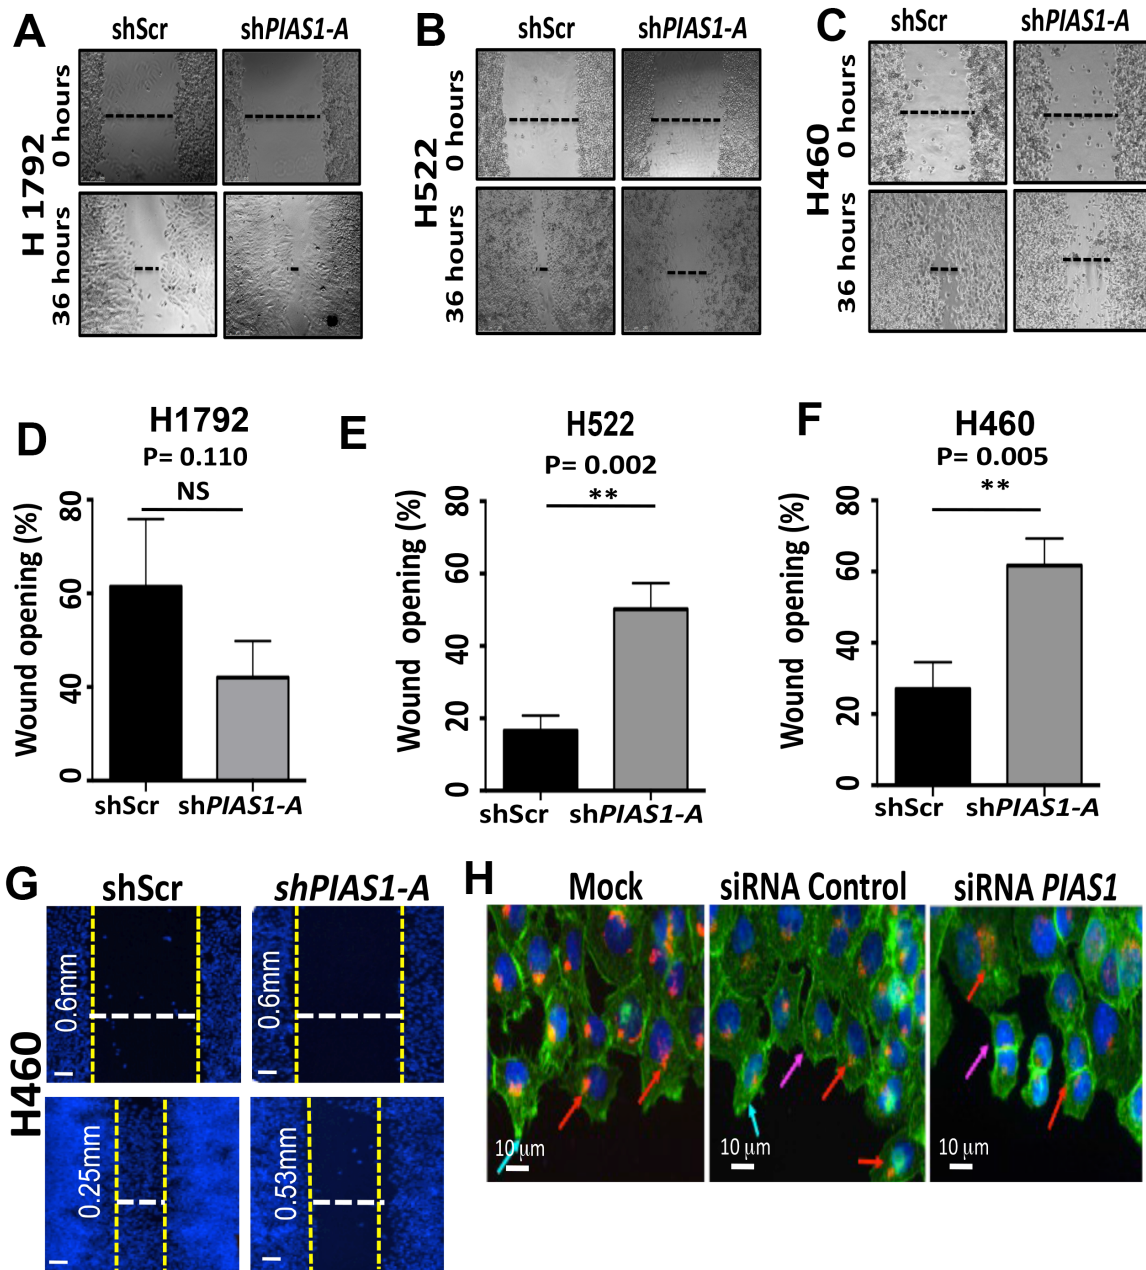 A
shScr
shPIAS1-A
H 1792
0 hours
36 hours
B
shScr
shPIAS1-A
H522
0 hours
36 hours
C
shScr
shPIAS1-A
H460
0 hours
36 hours
D
H1792
P= 0.110
NS
Wound opening (%)
80
60
40
0
shScr
shPIAS1-A
E
H522
P= 0.002
**
Wound opening (%)
80
60
40
20
0
shScr
shPIAS1-A
F
H460
P= 0.005
**
Wound opening (%)
80
60
40
20
0
shScr
shPIAS1-A
G
shScr
shPIAS1-A
H460
0.6mm
0.6mm
0.25mm
0.53mm
H
Mock
siRNA Control
siRNA PIAS1
10 μm
10 μm
10 μm